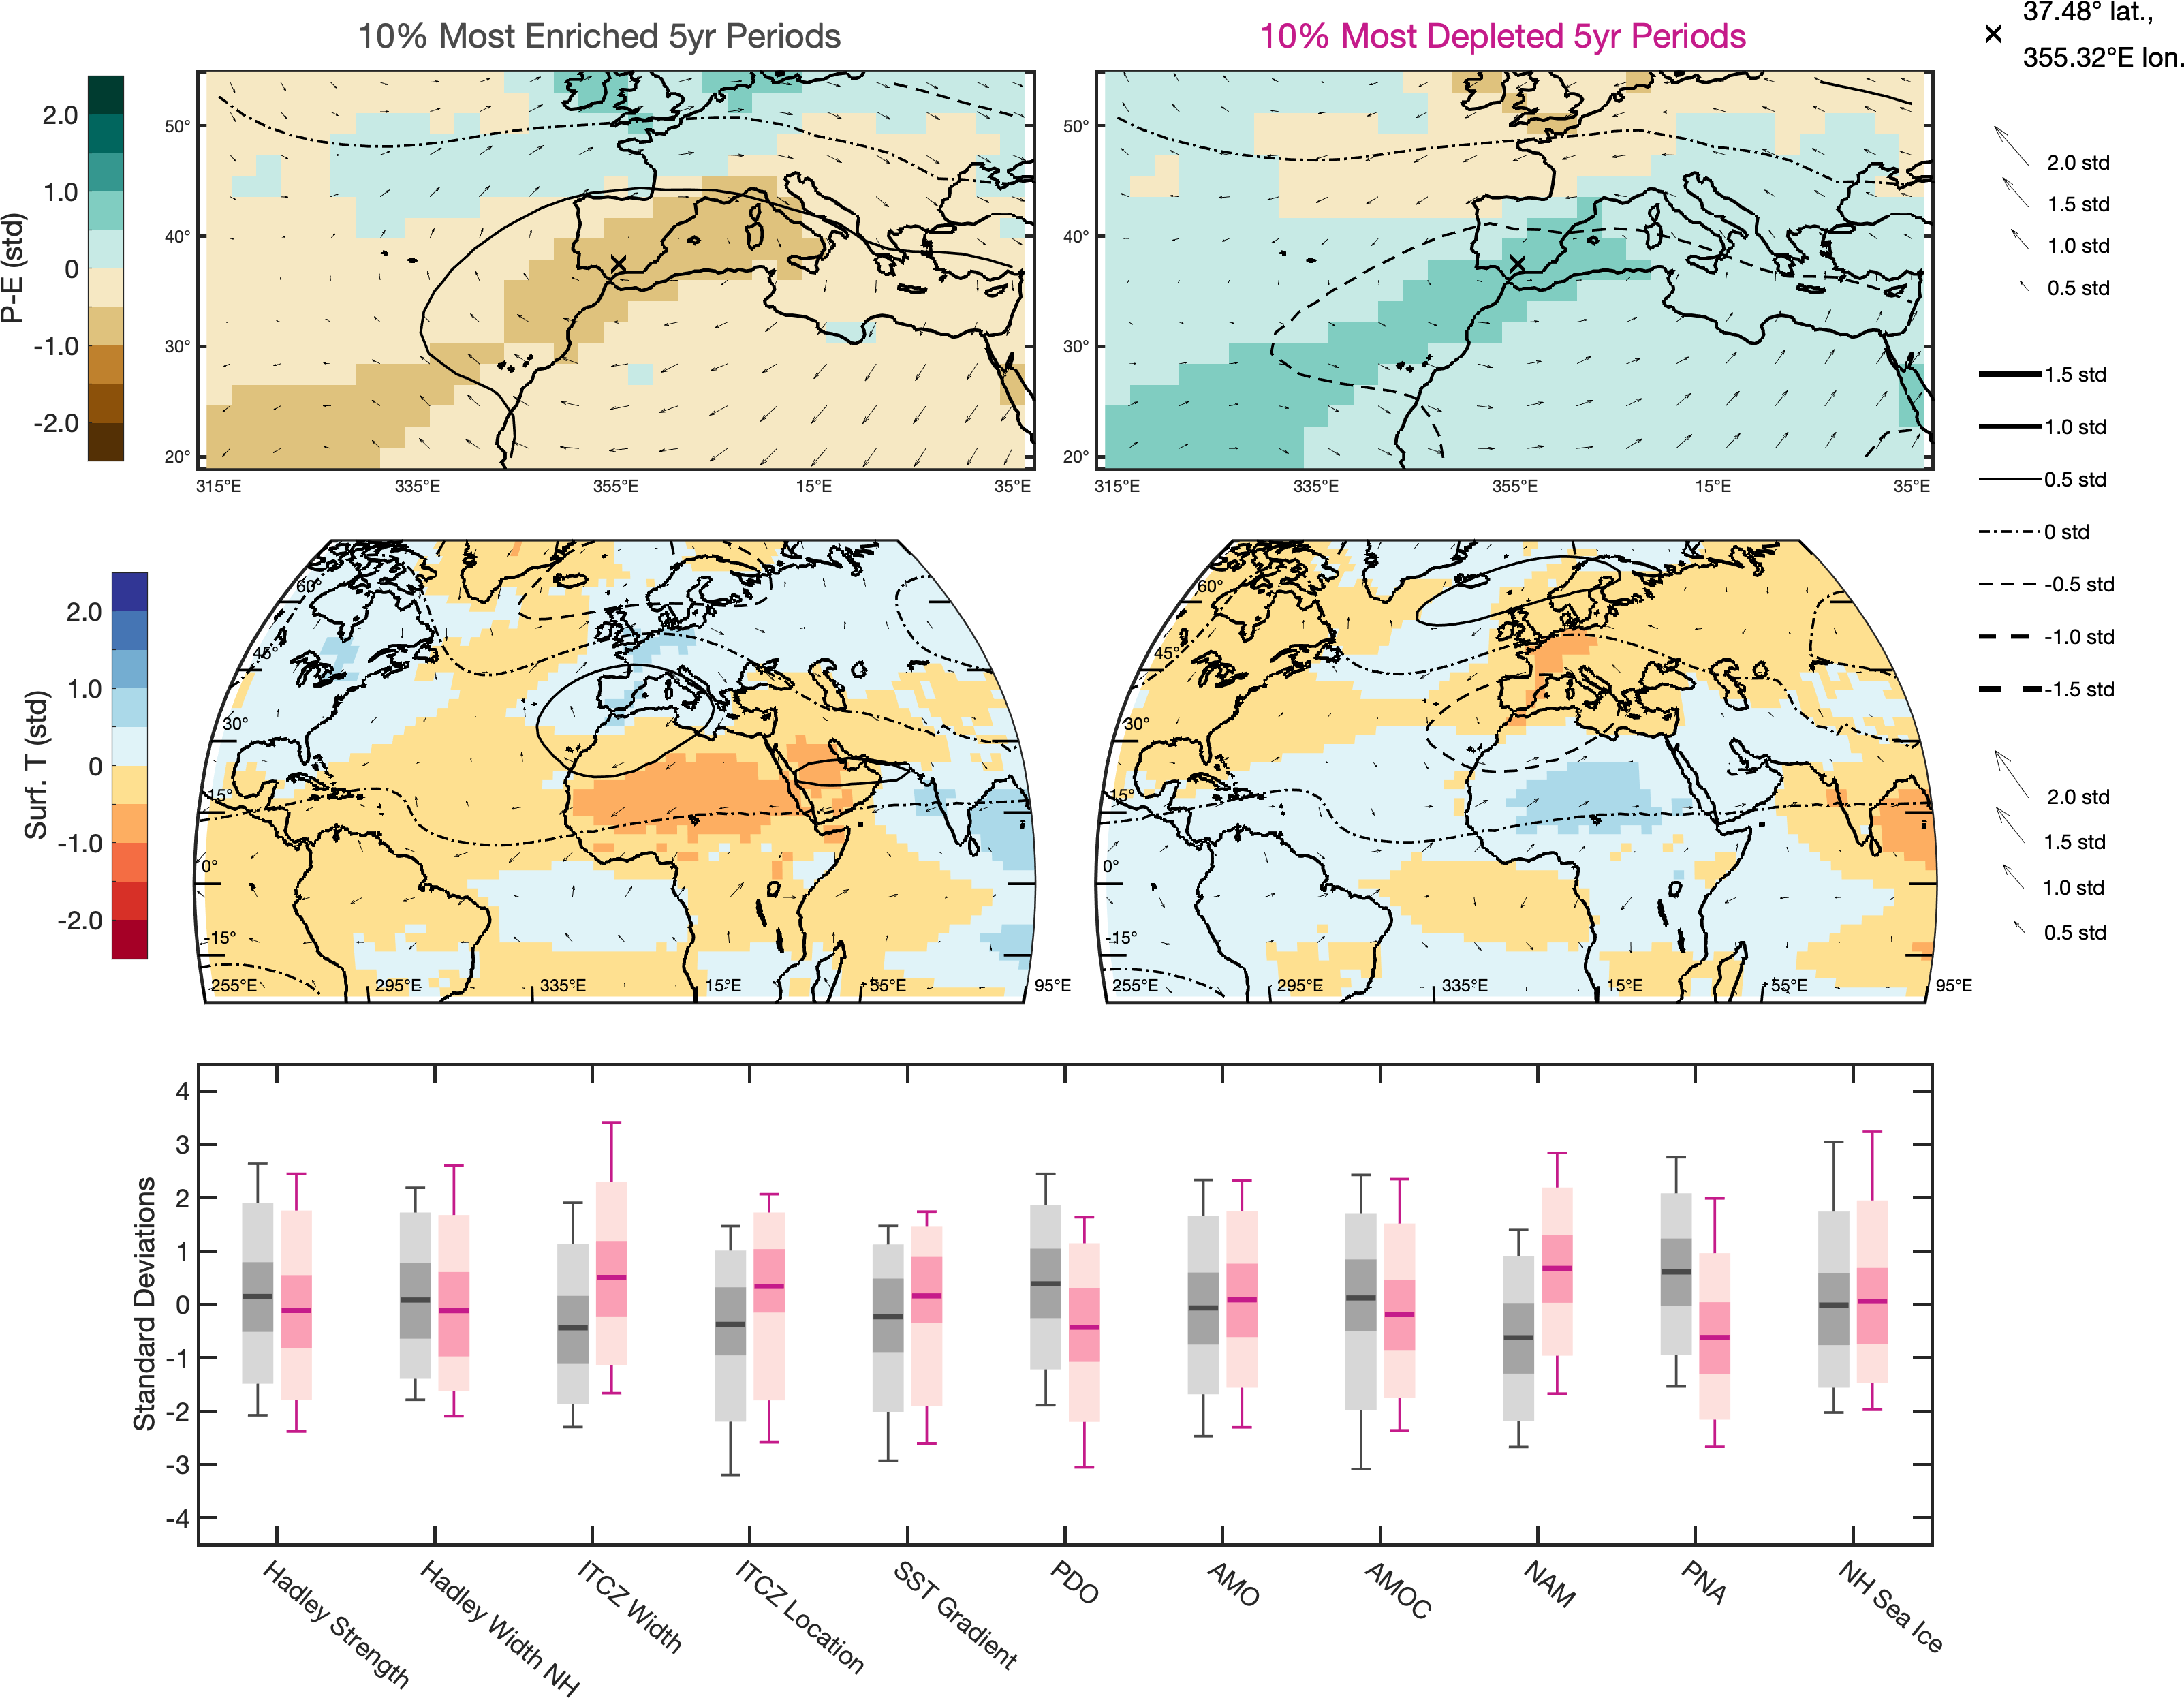 10% Most Enriched 5yr Periods
10% Most Depleted 5yr Periods
37.48° lat.,
355.32°E lon.
P-E (std)
2.0
1.0
0
-1.0
-2.0
50°
40°
30°
20°
315°E
335°E
355°E
15°E
35°E
50°
40°
30°
20°
315°E
335°E
355°E
15°E
35°E
2.0 std
1.5 std
1.0 std
0.5 std
1.5 std
1.0 std
0.5 std
0 std
-0.5 std
-1.0 std
-1.5 std
Surf. T (std)
2.0
1.0
0
-1.0
-2.0
60°
45°
30°
15°
0°
-15°
255°E
295°E
335°E
15°E
55°E
95°E
60°
45°
30°
15°
0°
-15°
255°E
295°E
335°E
15°E
55°E
95°E
2.0 std
1.5 std
1.0 std
0.5 std
Standard Deviations
4
3
2
1
0
-1
-2
-3
-4
Hadley Strength
Hadley Width NH
ITCZ Width
ITCZ Location
SST Gradient
PDO
AMO
AMOC
NAM
PNA
NH Sea Ice